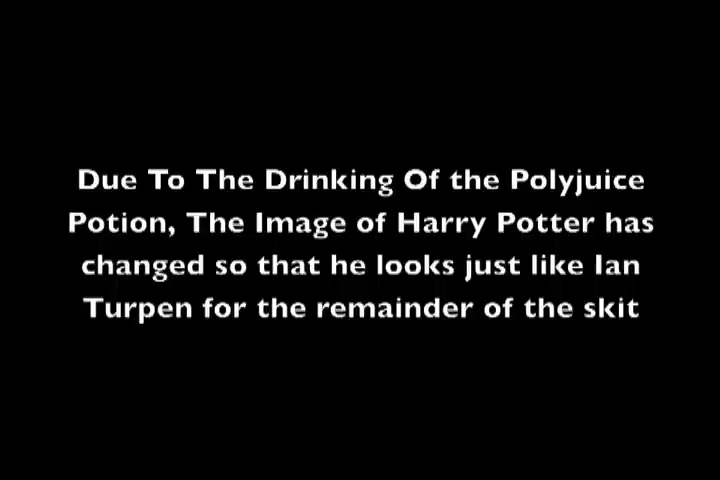 Due To The Drinking Of the Polyjuice
Potion, The Image of Harry Potter has
changed so that he looks just like Ian
Turpen for the remainder of the skit